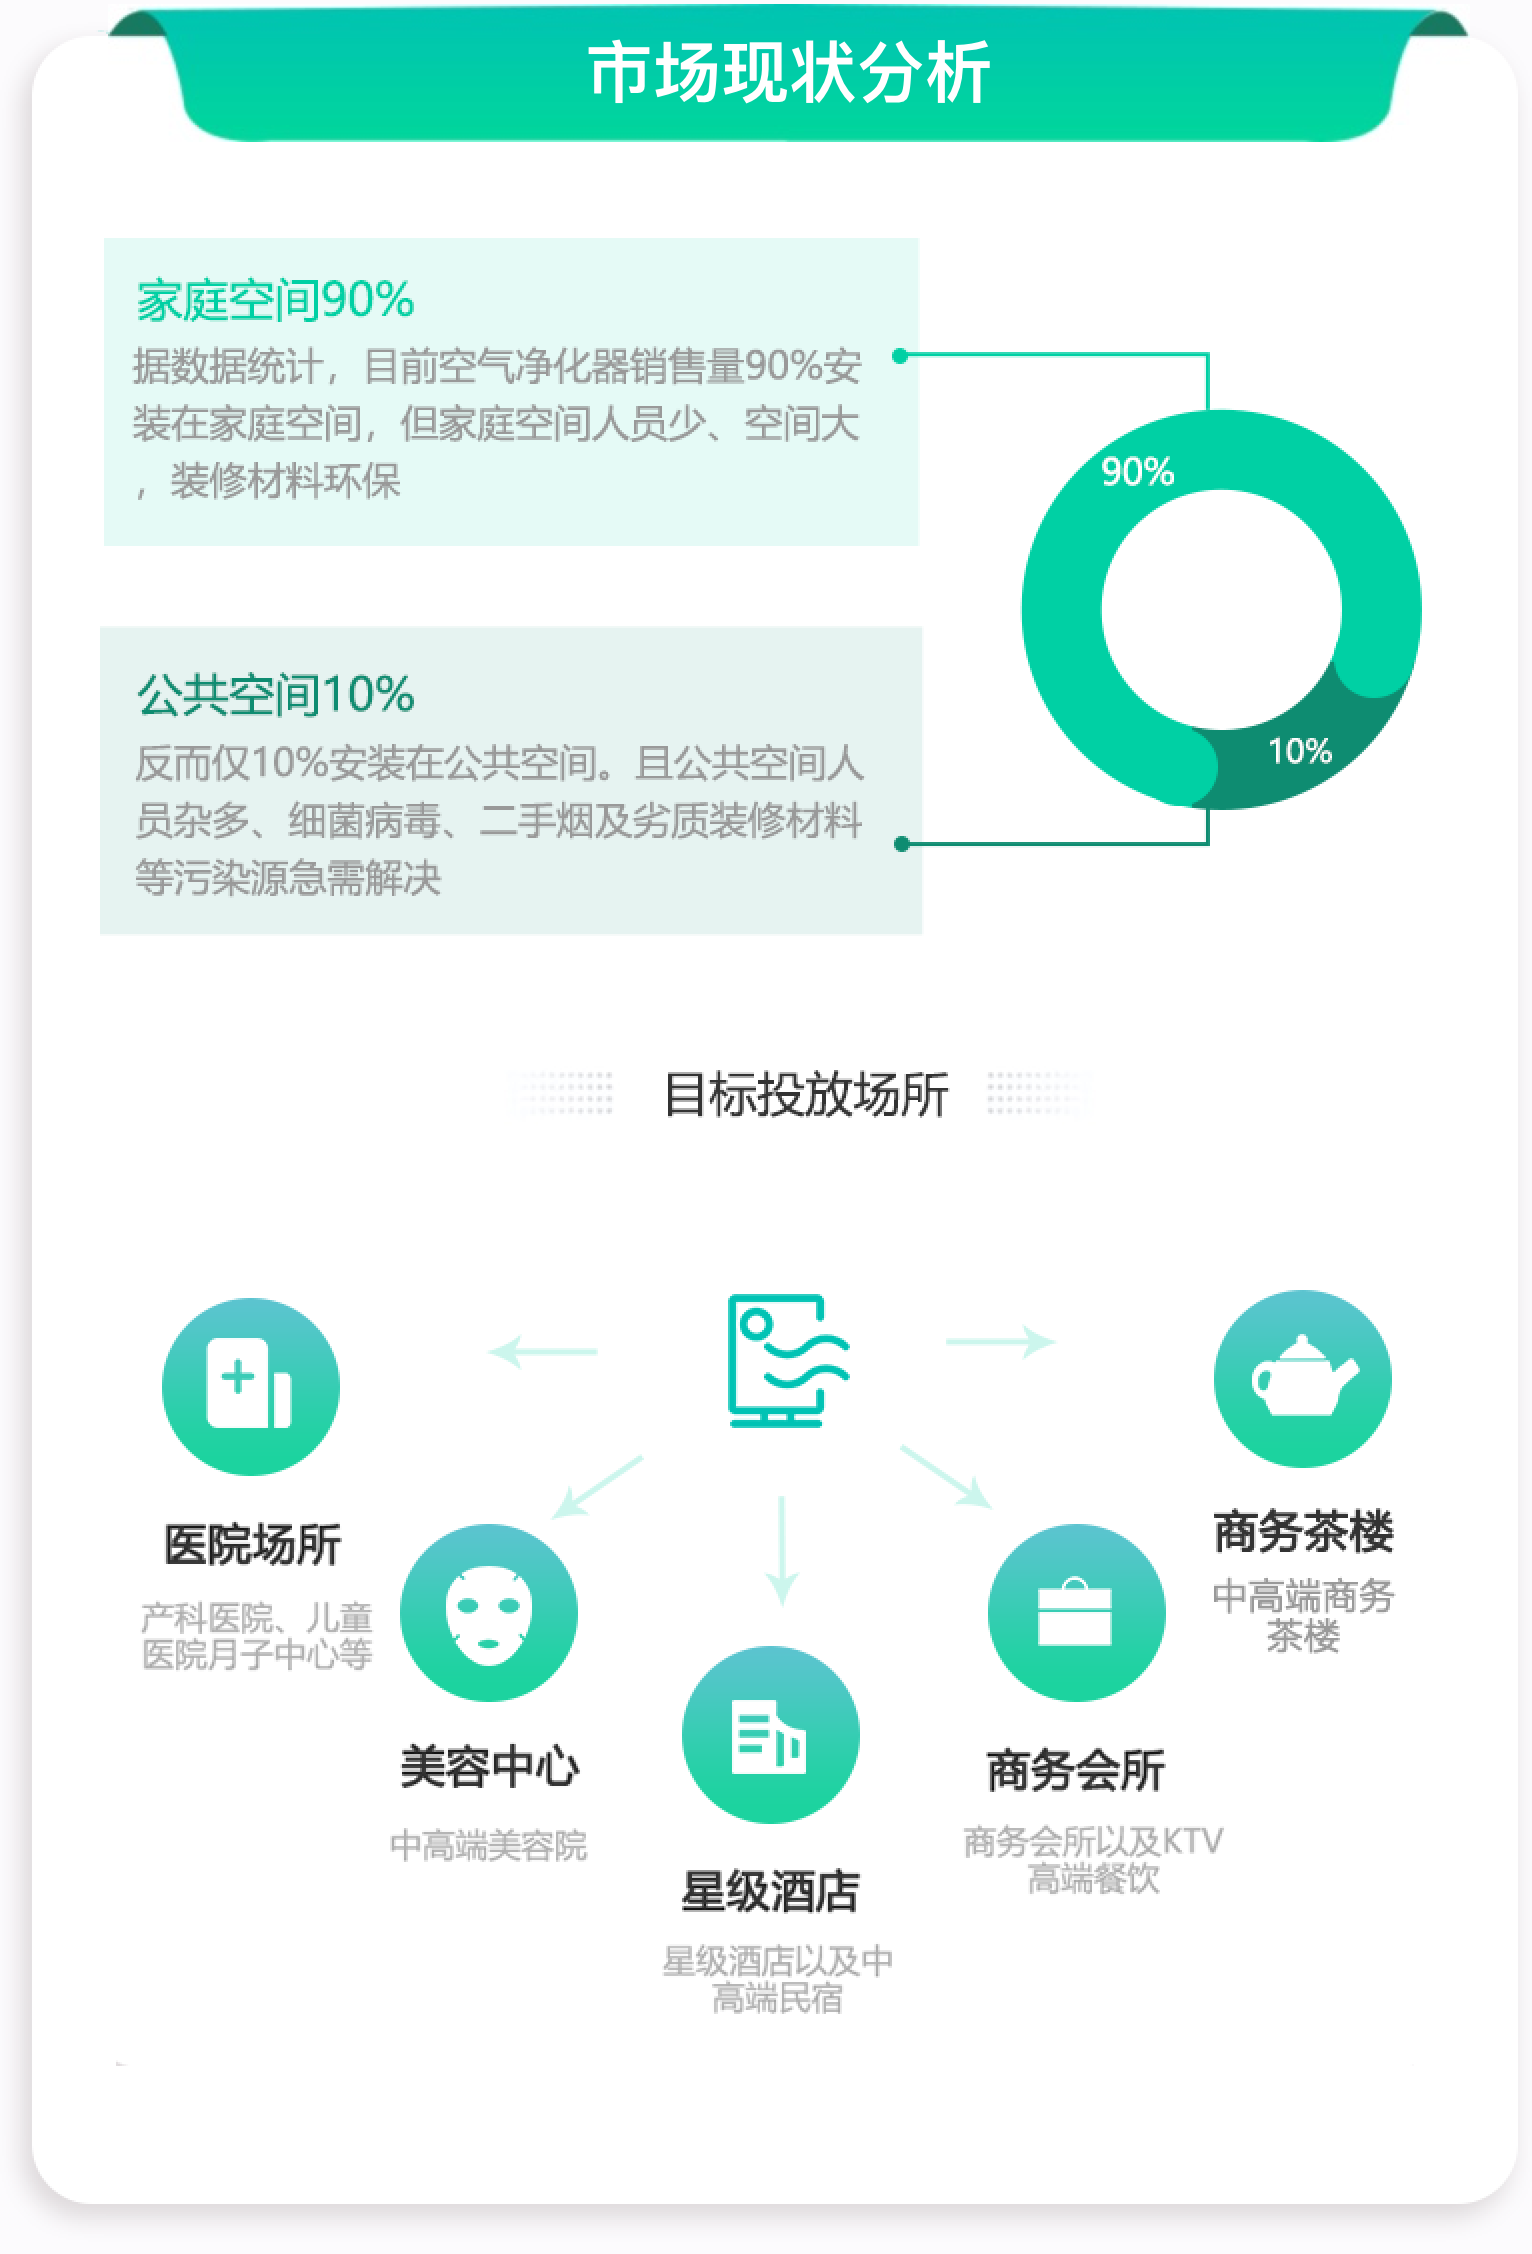 市场现状分析
家庭空间90%
据数据统计，目前空气净化器销售量90%安
装在家庭空间，但家庭空间人员少、空间大
，装修材料环保
90%
公共空间10%
反而仅10%安装在公共空间。且公共空间人
员杂多、细菌病毒、二手烟及劣质装修材料
等污染源急需解决
10%
目标投放场所
医院场所
产科医院、儿童
医院月子中心等
美容中心
中高端美容院
星级酒店
星级酒店以及中
高端民宿
商务会所
商务会所以及KTV
高端餐饮
商务茶楼
中高端商务
茶楼